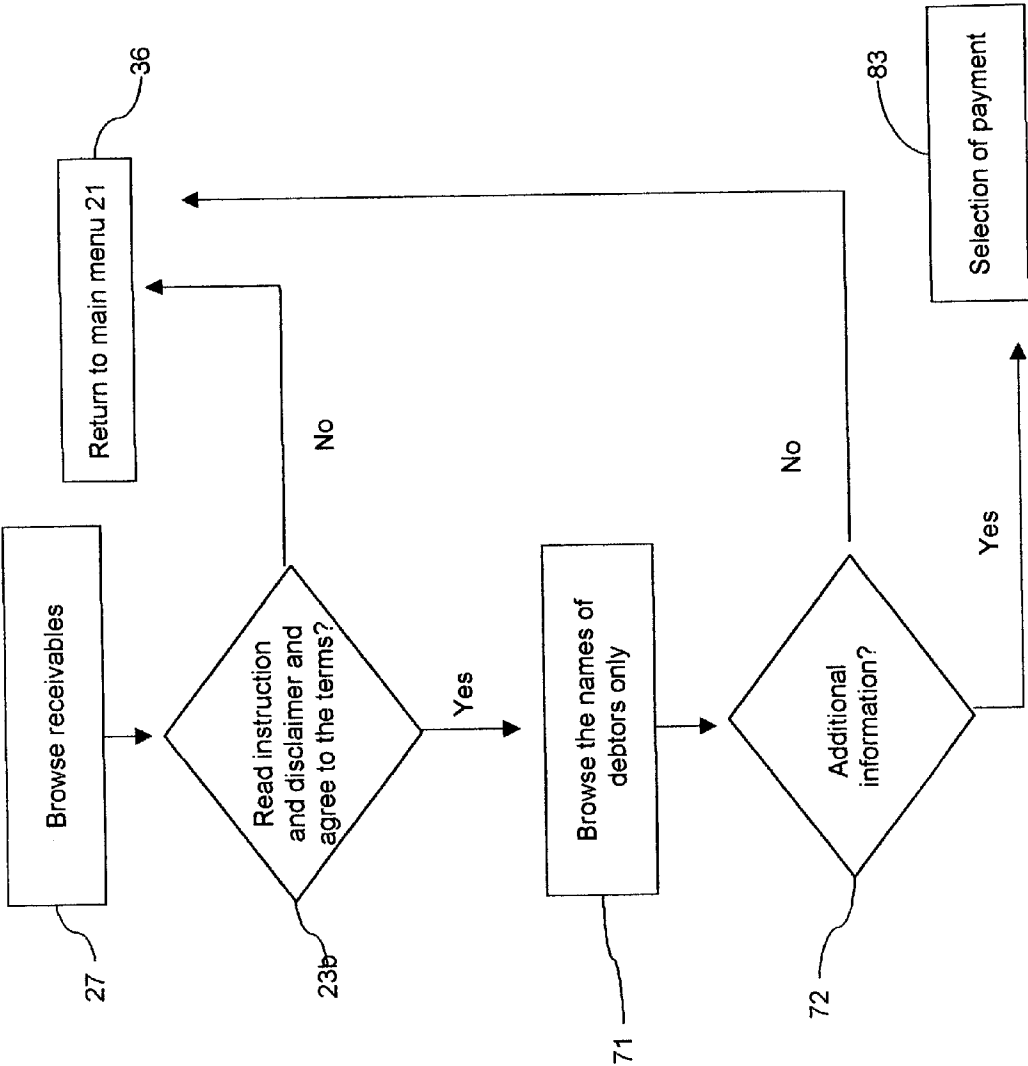 27
Browse receivables
Return to main menu 21
36
23b
Read instruction
and disclaimer and
agree to the terms?
No
Yes
71
Browse the names of
debtors only
72
Additional
information?
No
Yes
83
Selection of payment